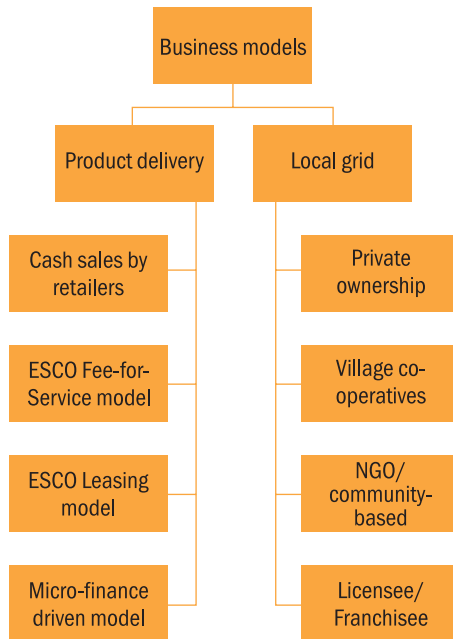 Business models
Product delivery
Local grid
Cash sales by
retailers
ESCO Fee-for-
Service model
ESCO Leasing
model
Micro-finance
driven model
Private
ownership
Village co-
operatives
NGO/
community-
based
Licensee/
Franchisee